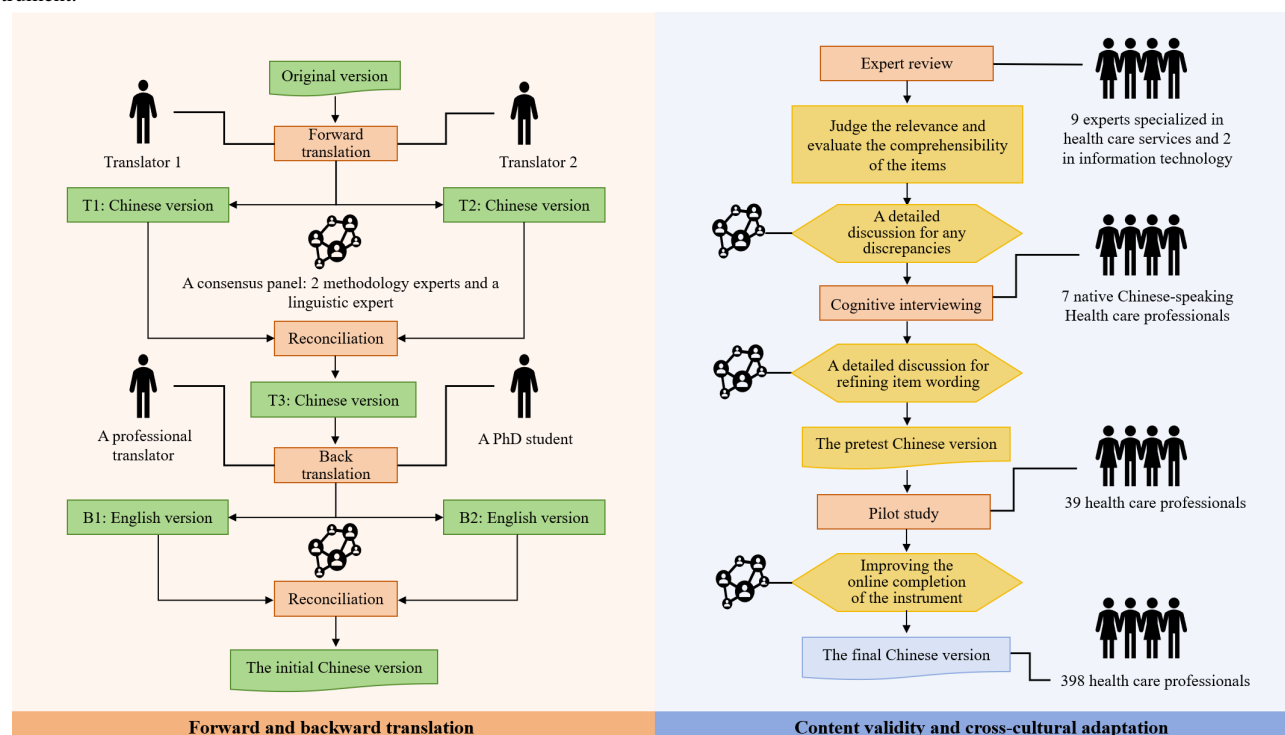 Original version
Translator 1
Forward
translation
Translator 2
T1: Chinese version
T2: Chinese version
A consensus panel: 2 methodology experts and a
linguistic expert
Reconciliation
T3: Chinese version
A professional
translator
Back
translation
A PhD student
B1: English version
B2: English version
Reconciliation
The initial Chinese version
Forward and backward translation
Expert review
9 experts specialized in
health care services and 2
in information technology
Judge the relevance and
evaluate the comprehensibility
of the items
A detailed
discussion for any
discrepancies
Cognitive interviewing
7 native Chinese-speaking
Health care professionals
A detailed discussion for
refining item wording
The pretest Chinese version
Pilot study
39 health care professionals
Improving the
online completion
of the instrument
The final Chinese version
398 health care professionals
Content validity and cross-cultural adaptation